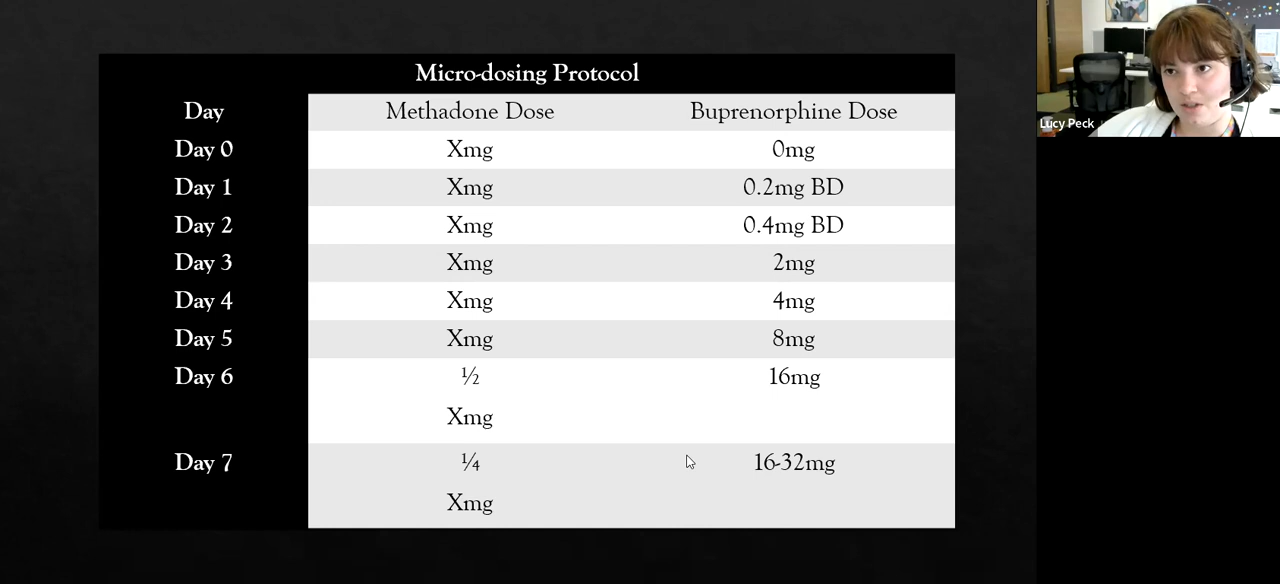 Micro-dosing Protocol
Day Methadone Dose Buprenorphine Dose
Day 0 Xmg 0mg
Day 1 Xmg 0.2mg BD
Day 2 Xmg 0.4mg BD
Day 3 Xmg 2mg
Day 4 Xmg 4mg
Day 5 Xmg 8mg
Day 6 ½ 16mg
Xmg
Day 7 ¼ 16-32mg
Xmg
Lucy Peck